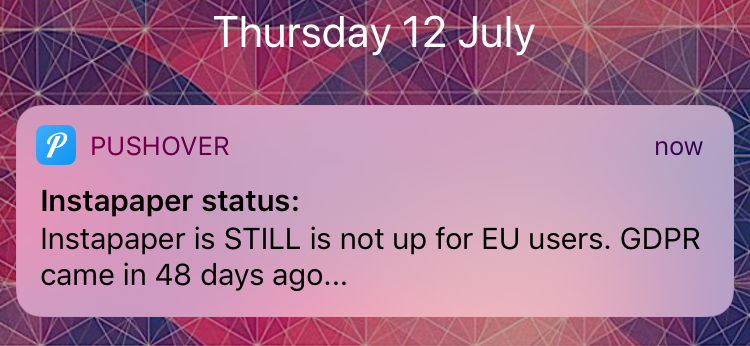 Thursday 12 July
PUSHOVER
now
Instapaper status:
Instapaper is STILL is not up for EU users. GDPR
came in 48 days ago...